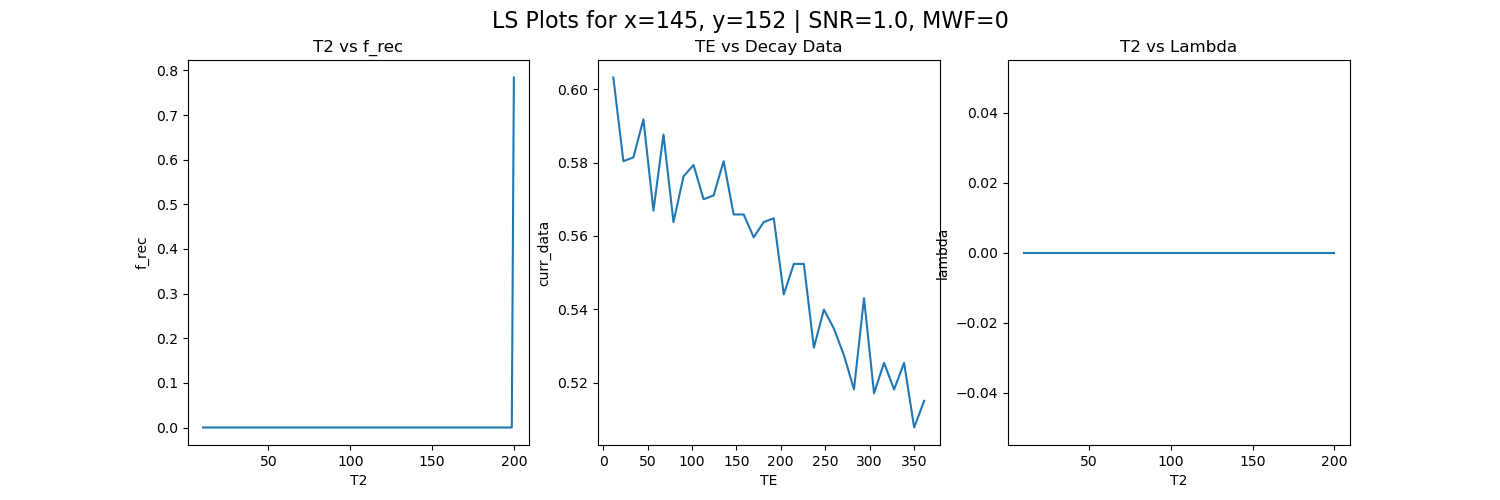 LS Plots for x=145, y=152 | SNR=1.0, MWF=0
T2 vs f_rec
0.8
0.7
0.6
0.5
0.4
0.3
0.2
0.1
0.0
f_rec
50 100 150 200
T2
TE vs Decay Data
0.60
0.58
0.56
0.54
0.52
curr_data
0 50 100 150 200 250 300 350
TE
T2 vs Lambda
0.04
0.02
0.00
−0.02
−0.04
lambda
50 100 150 200
T2